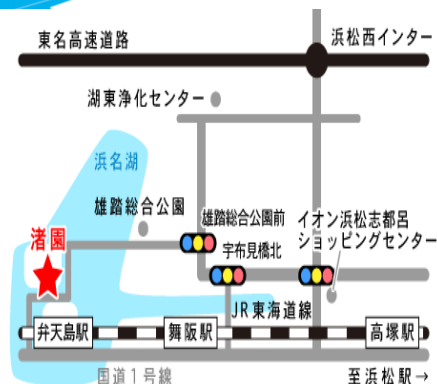 東名高速道路
浜松西インター
湖東浄化センター
浜名湖
雄踏総合公園
雄踏総合公園前
イオン浜松志都呂
ショッピングセンター
渚園
宇布見橋北
JR東海道線
弁天島駅
舞阪駅
高塚駅
国道1号線
至浜松駅→